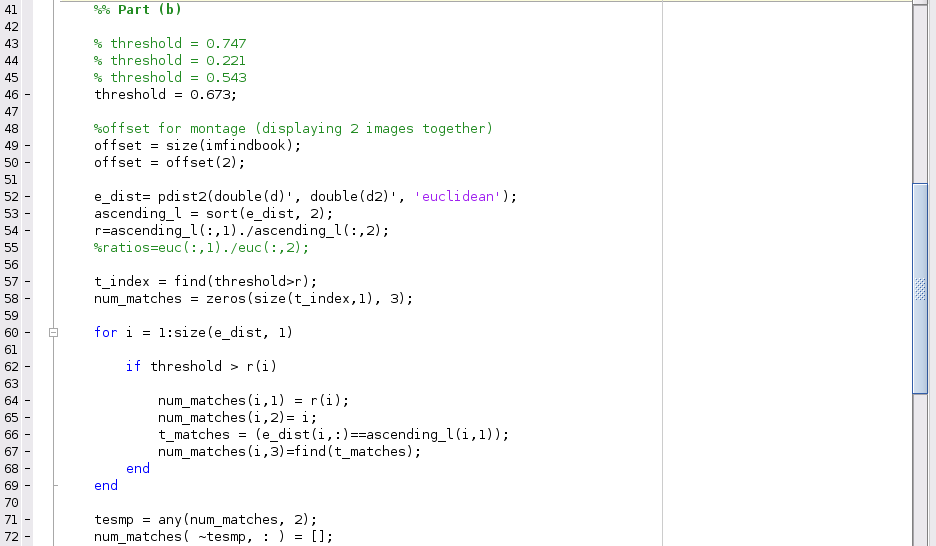 41 %% Part (b)
42
43 % threshold = 0.747
44 % threshold = 0.221
45 % threshold = 0.543
46 - threshold = 0.673;
47
48 %offset for montage (displaying 2 images together)
49 - offset = size(imfindbook);
50 - offset = offset(2);
51
52 - e_dist= pdist2(double(d)', double(d2)', 'euclidean');
53 - ascending_l = sort(e_dist, 2);
54 - r=ascending_l(:,1)./ascending_l(:,2);
55 %ratios=euc(:,1)./euc(:,2);
56
57 - t_index = find(threshold>r);
58 - num_matches = zeros(size(t_index,1), 3);
59
60 - for i = 1:size(e_dist, 1)
61
62 - if threshold > r(i)
63
64 - num_matches(i,1) = r(i);
65 - num_matches(i,2)= i;
66 - t_matches = (e_dist(i,:)==ascending_l(i,1));
67 - num_matches(i,3)=find(t_matches);
68 - end
69 - end
70
71 - tesmp = any(num_matches, 2);
72 - num_matches( ~tesmp, : ) = [];